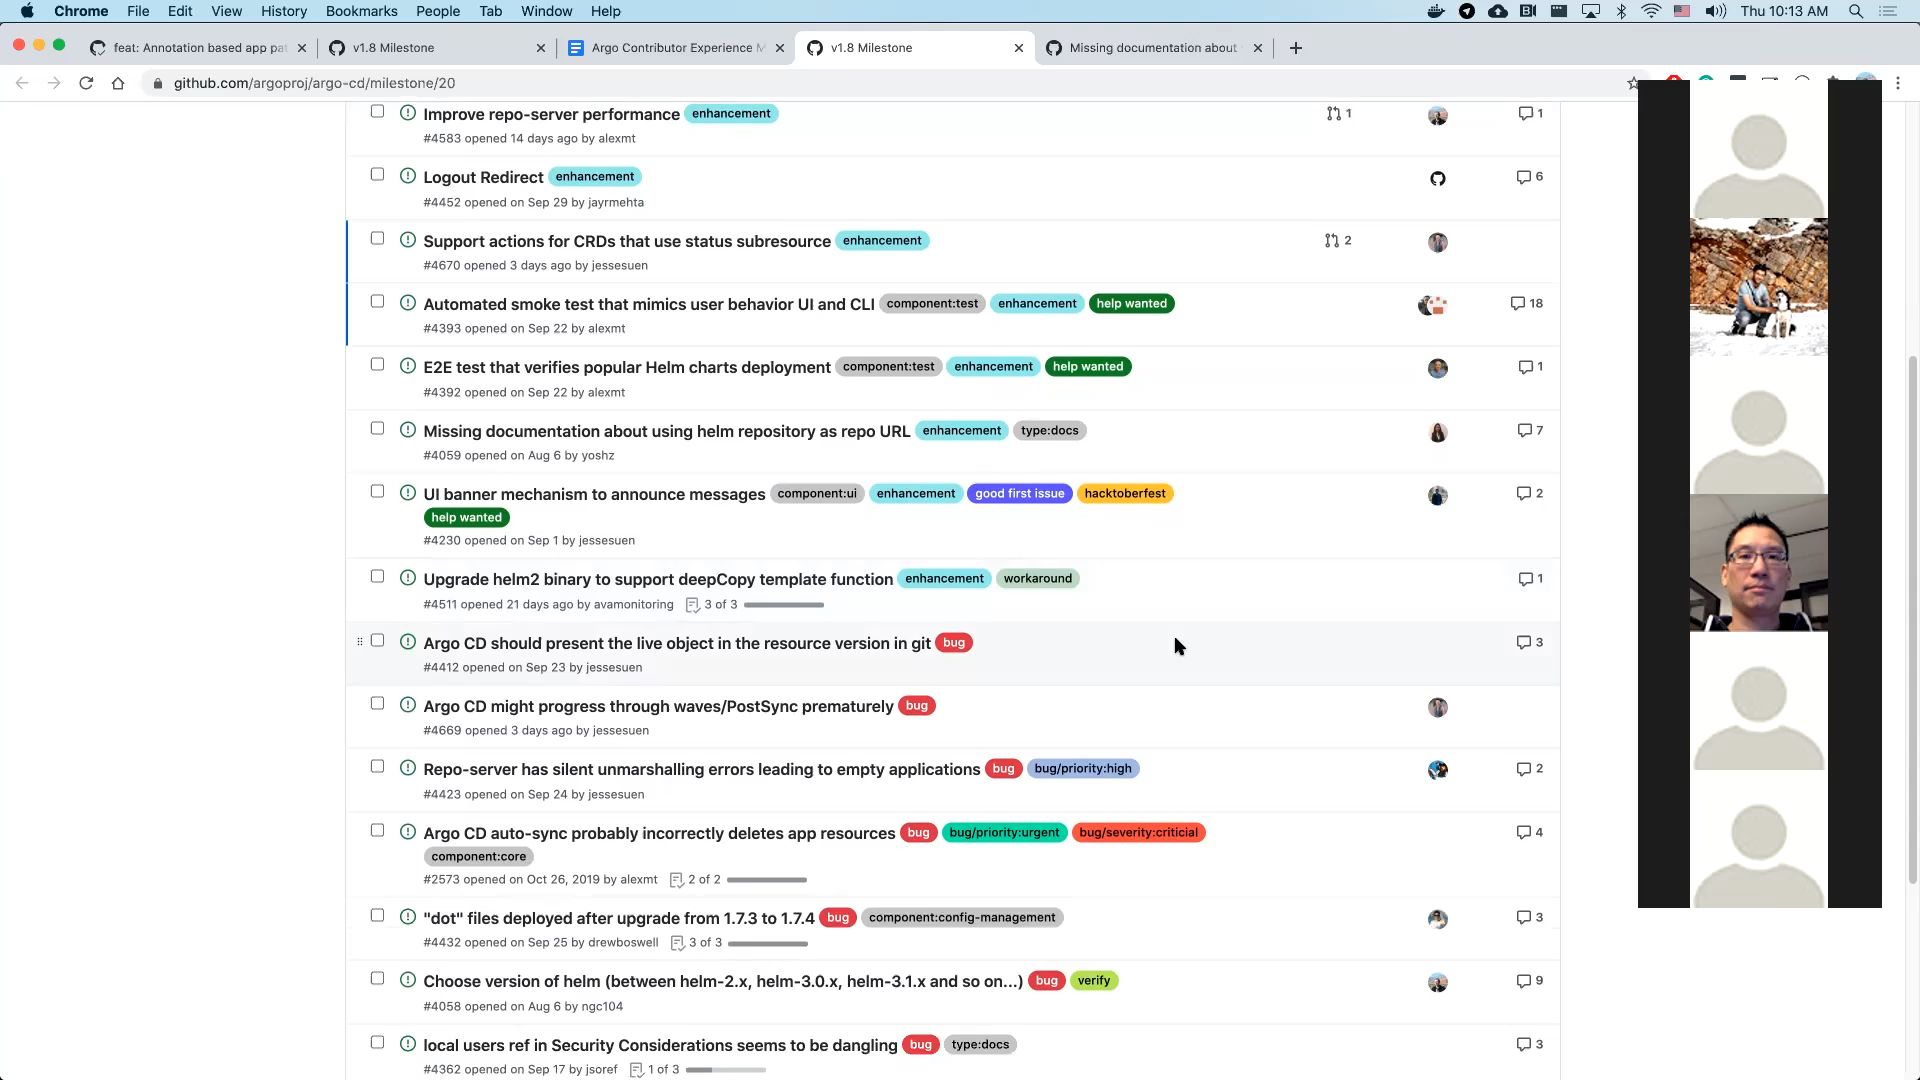 Chrome File Edit View History Bookmarks People Tab Window Help Thu 10:13 AM
feat: Annotation based app pa v1.8 Milestone Argo Contributor Experience M v1.8 Milestone Missing documentation about
github.com/argoproj/argo-cd/milestone/20
Improve repo-server performance enhancement 1 1
#4583 opened 14 days ago by alexmt
Logout Redirect enhancement 6
#4452 opened on Sep 29 by jayrmehta
Support actions for CRDs that use status subresource enhancement 2
#4670 opened 3 days ago by jessesuen
Automated smoke test that mimics user behavior UI and CLI component:test enhancement help wanted 18
#4393 opened on Sep 22 by alexmt
E2E test that verifies popular Helm charts deployment component:test enhancement help wanted 1
#4392 opened on Sep 22 by alexmt
Missing documentation about using helm repository as repo URL enhancement type:docs 7
#4059 opened on Aug 6 by yoshz
UI banner mechanism to announce messages component:ui enhancement good first issue hacktoberfest 2
help wanted
#4230 opened on Sep 1 by jessesuen
Upgrade helm2 binary to support deepCopy template function enhancement workaround 1
#4511 opened 21 days ago by avamonitoring 3 of 3
Argo CD should present the live object in the resource version in git bug 3
#4412 opened on Sep 23 by jessesuen
Argo CD might progress through waves/PostSync prematurely bug
#4669 opened 3 days ago by jessesuen
Repo-server has silent unmarshalling errors leading to empty applications bug bug/priority:high 2
#4423 opened on Sep 24 by jessesuen
Argo CD auto-sync probably incorrectly deletes app resources bug bug/priority:urgent bug/severity:criticial 4
component:core
#2573 opened on Oct 26, 2019 by alexmt 2 of 2
"dot" files deployed after upgrade from 1.7.3 to 1.7.4 bug component:config-management 3
#4432 opened on Sep 25 by drewboswell 3 of 3
Choose version of helm (between helm-2.x, helm-3.0.x, helm-3.1.x and so on...) bug verify 9
#4058 opened on Aug 6 by ngc104
local users ref in Security Considerations seems to be dangling bug type:docs 3
#4362 opened on Sep 17 by jsoref 1 of 3